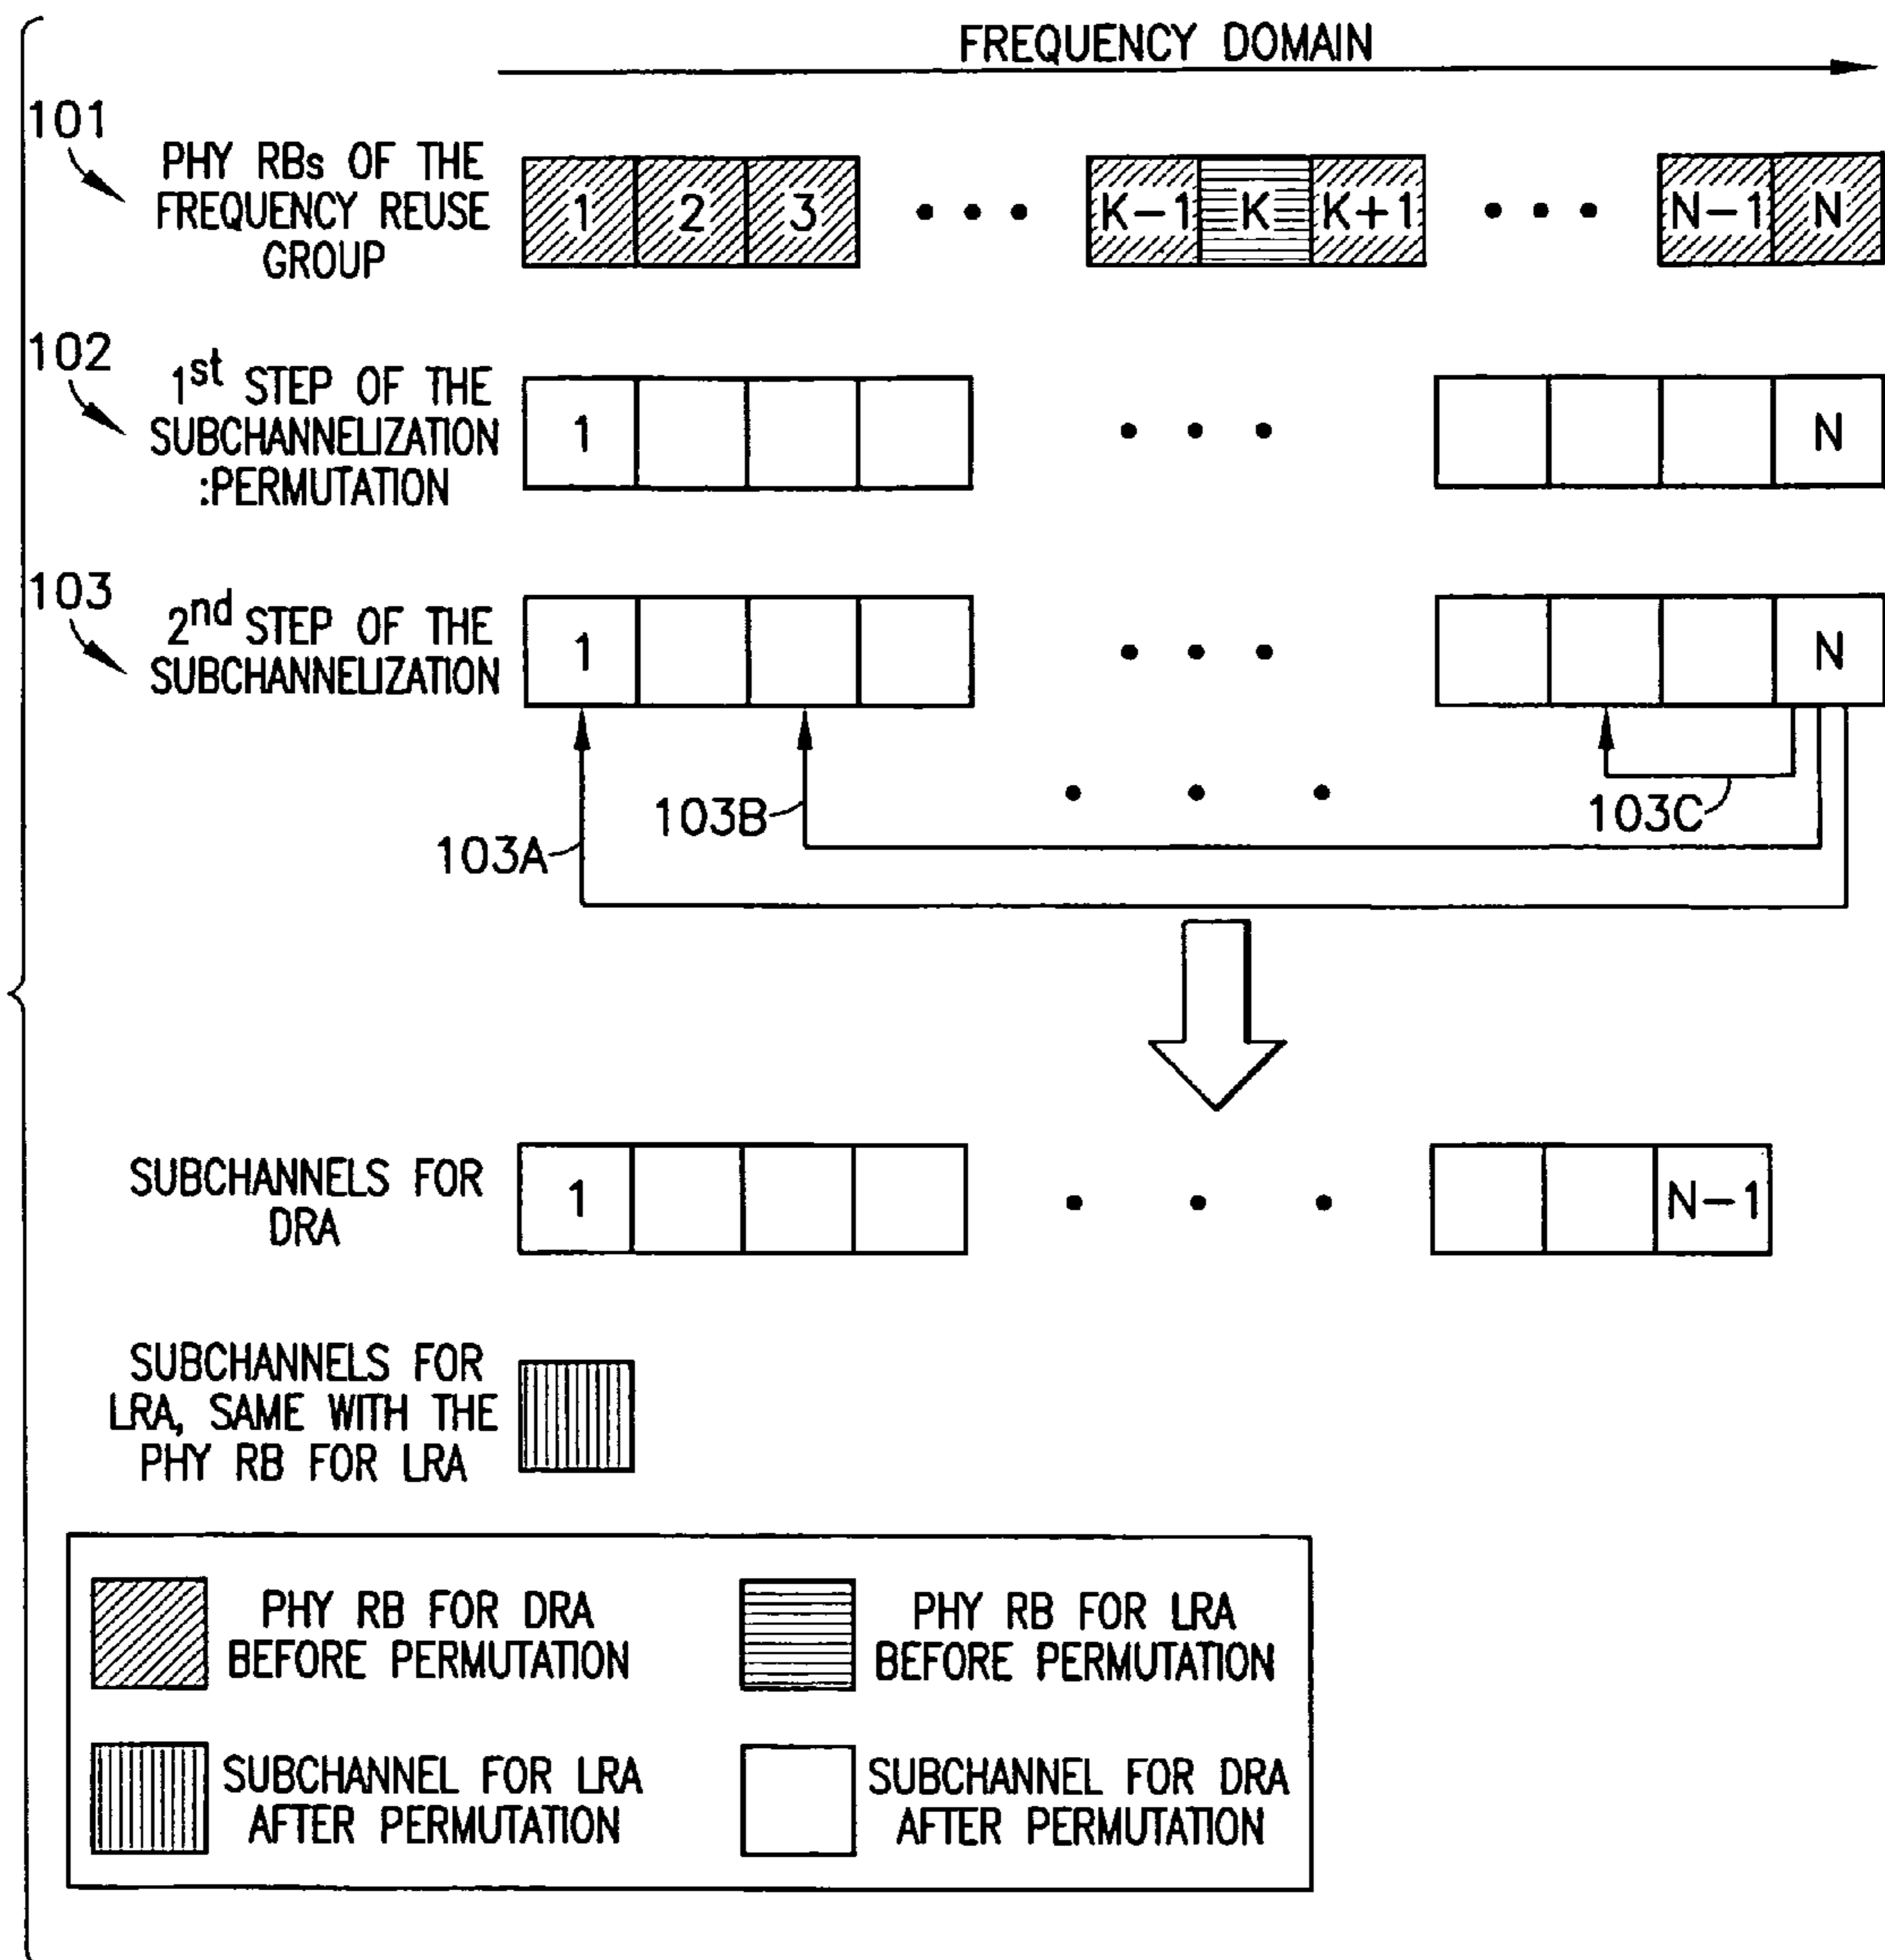 FREQUENCY DOMAIN
101
PHY RBs OF THE
FREQUENCY REUSE
GROUP
1 2 3 • • • K-1 K K+1 • • • N-1 N
102
1st STEP OF THE
SUBCHANNELIZATION
:PERMUTATION
1 • • • N
103
2nd STEP OF THE
SUBCHANNELIZATION
1 • • • N
103A
103B
• • •
103C
SUBCHANNELS FOR
DRA
1 • • • N-1
SUBCHANNELS FOR
LRA, SAME WITH THE
PHY RB FOR LRA
PHY RB FOR DRA
BEFORE PERMUTATION
PHY RB FOR LRA
BEFORE PERMUTATION
SUBCHANNEL FOR LRA
AFTER PERMUTATION
SUBCHANNEL FOR DRA
AFTER PERMUTATION